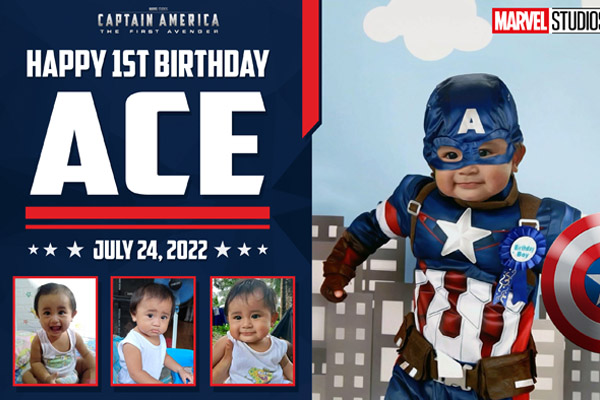 CAPTAIN AMERICA
THE FIRST AVENGER
HAPPY 1ST BIRTHDAY
ACE
JULY 24, 2022
MARVEL STUDIOS
A
Birthday
Boy